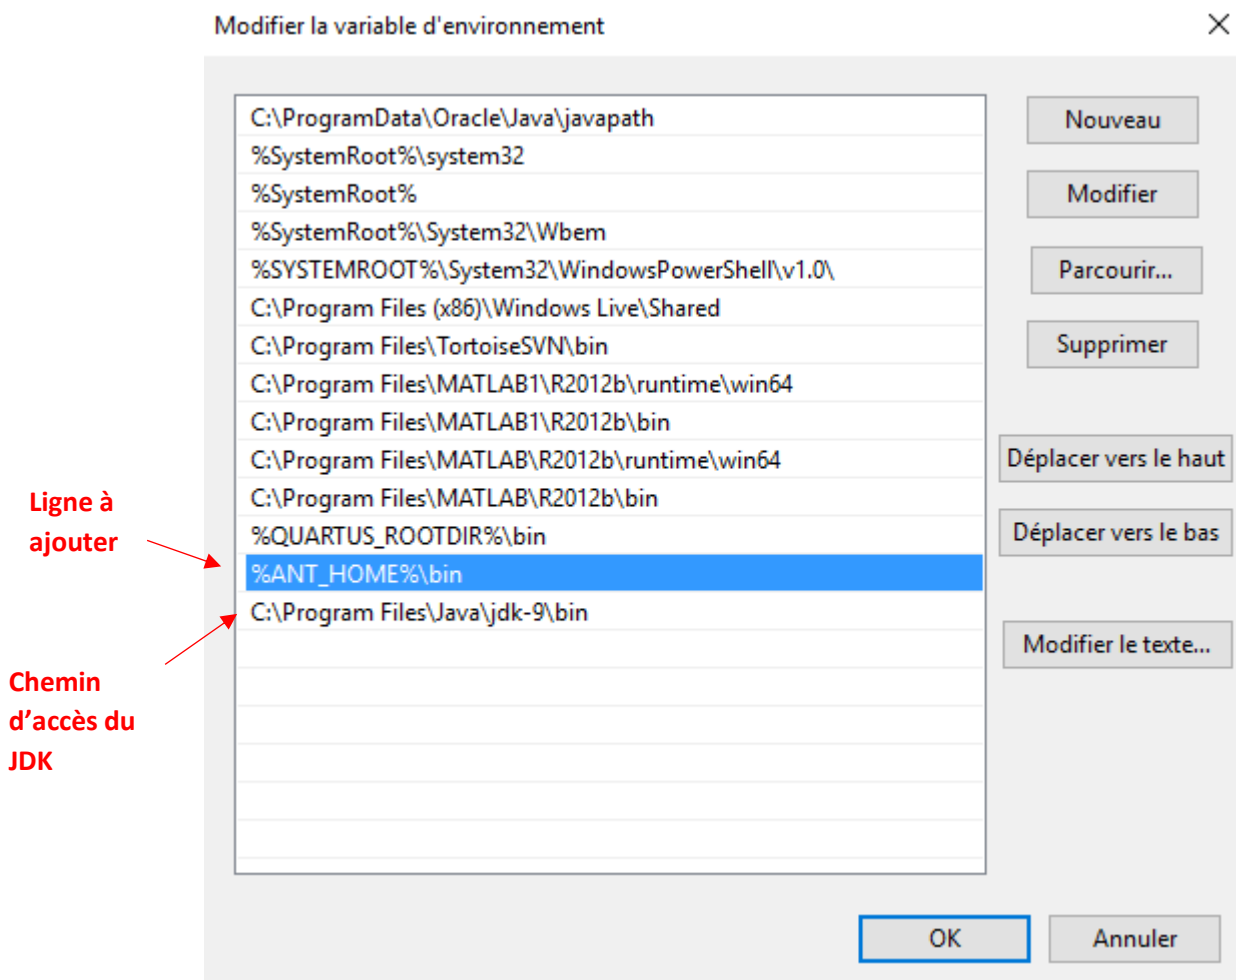 Modifier la variable d'environnement
C:\ProgramData\Oracle\Java\javapath
Nouveau
%SystemRoot%\system32
%SystemRoot%
Modifier
%SystemRoot%\System32\Wbem
%SYSTEMROOT%\System32\WindowsPowerShell\v1.0\
Parcourir...
C:\Program Files (x86)\Windows Live\Shared
C:\Program Files\TortoiseSVN\bin
Supprimer
C:\Program Files\MATLAB1\R2012b\runtime\win64
C:\Program Files\MATLAB1\R2012b\bin
C:\Program Files\MATLAB\R2012b\runtime\win64
Déplacer vers le haut
C:\Program Files\MATLAB\R2012b\bin
%QUARTUS_ROOTDIR%\bin
Déplacer vers le bas
Ligne à
ajouter
%ANT_HOME%\bin
C:\Program Files\Java\jdk-9\bin
Modifier le texte...
Chemin
d’accès du
JDK
OK
Annuler